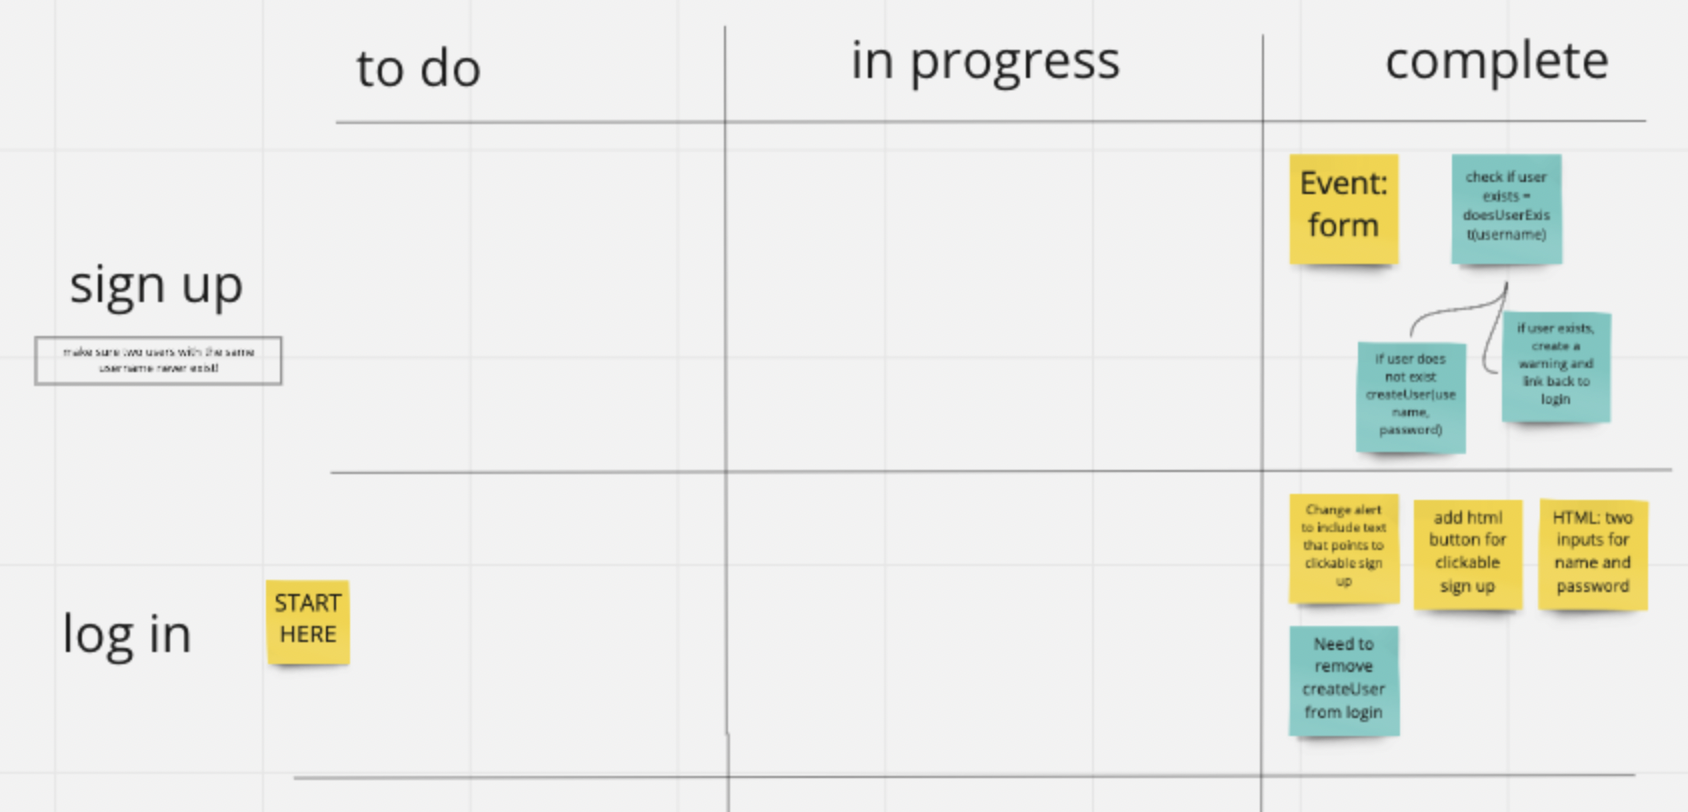 to do
in progress
complete
sign up
make sure two users with the same
username never exist!
Event:
form
check if user
exists =
doesUserExis
t(username)
if user does
not exist
createUser(use
name,
password)
if user exists,
create a
warning and
link back to
login
log in
START
HERE
Change alert
to include text
that points to
clickable sign
up
add html
button for
clickable
sign up
HTML: two
inputs for
name and
password
Need to
remove
createUser
from login